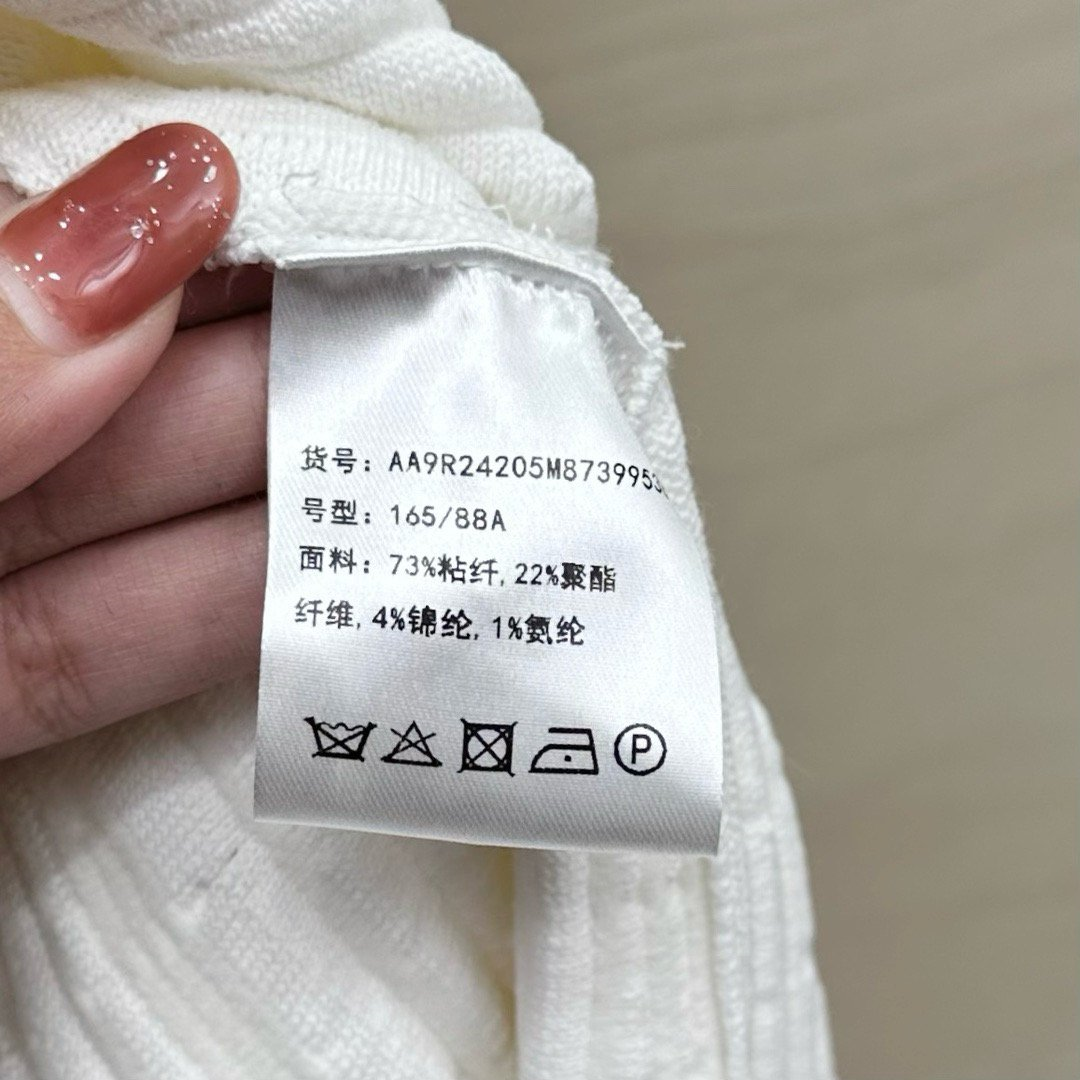 货号: AA9R24205M8739953
号型: 165/88A
面料: 73%粘纤, 22%聚酯
纤维, 4%锦纶, 1%氨纶
P